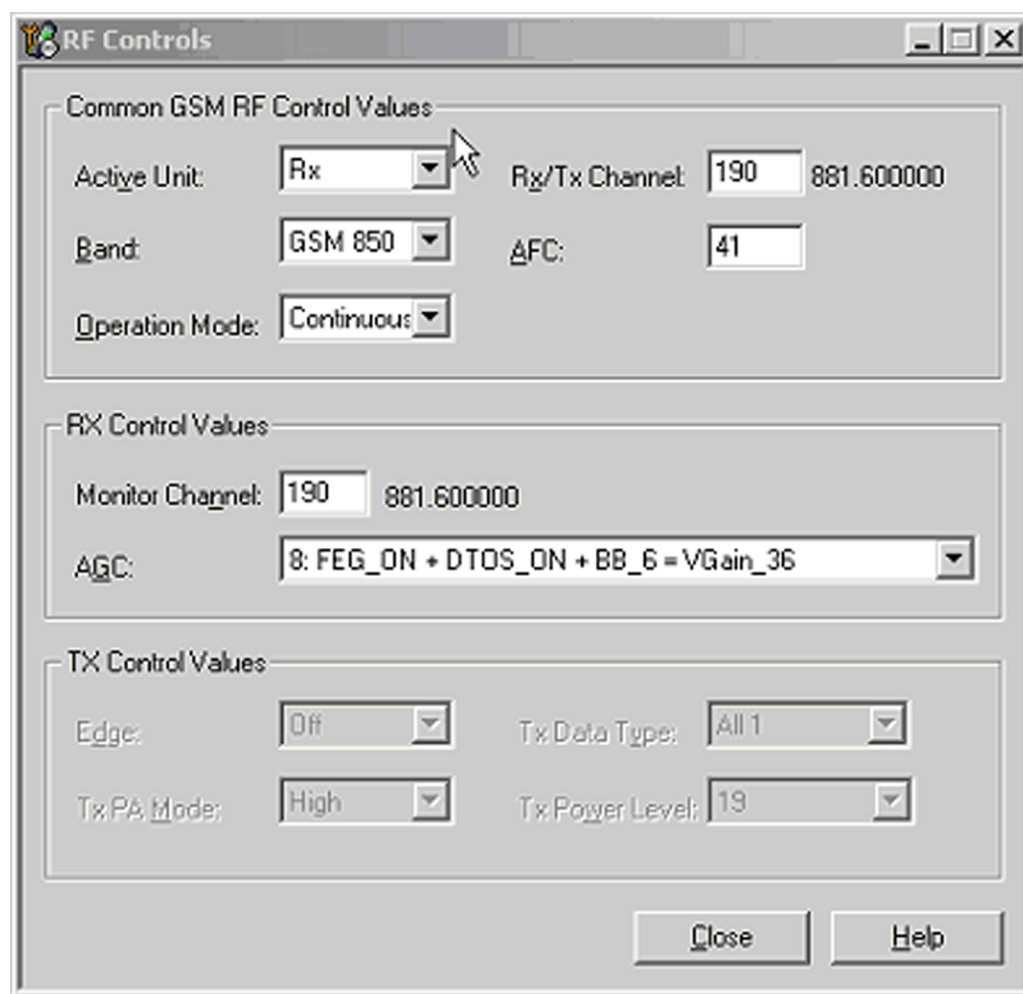 RF Controls
Common GSM RF Control Values
Active Unit: Rx Rx/Tx Channel: 190 881.600000
Band: GSM 850 AFC: 41
Operation Mode: Continuous
RX Control Values
Monitor Channel: 190 881.600000
AGC: 8: FEG_ON + DTOS_ON + BB_6 = VGain_36
TX Control Values
Edge: Off Tx Data Type: All 1
Tx PA Mode: High Tx Power Level: 19
Close Help